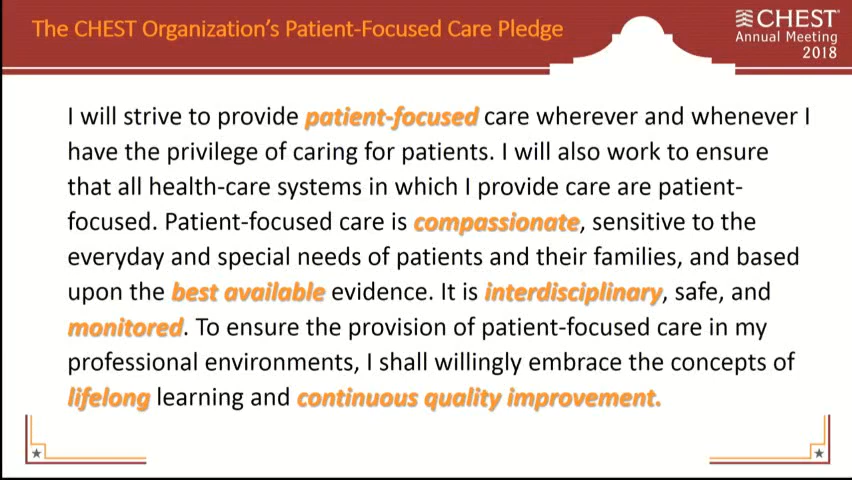 The CHEST Organization's Patient-Focused Care Pledge
CHEST
Annual Meeting
2018
I will strive to provide patient-focused care wherever and whenever I
have the privilege of caring for patients. I will also work to ensure
that all health-care systems in which I provide care are patient-
focused. Patient-focused care is compassionate, sensitive to the
everyday and special needs of patients and their families, and based
upon the best available evidence. It is interdisciplinary, safe, and
monitored. To ensure the provision of patient-focused care in my
professional environments, I shall willingly embrace the concepts of
lifelong learning and continuous quality improvement.